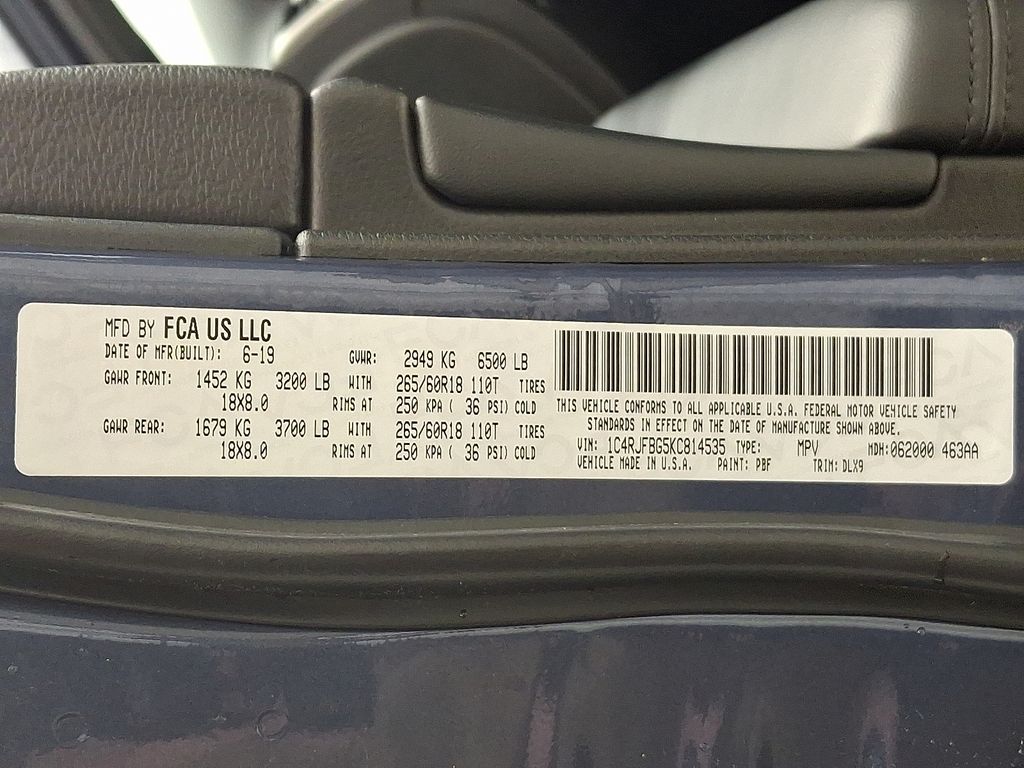 MFD BY FCA US LLC
DATE OF MFR(BUILT): 6-19 GVWR: 2949 KG 6500 LB
GAWR FRONT: 1452 KG 3200 LB WITH 265/60R18 110T TIRES
18X8.0 RIMS AT 250 KPA ( 36 PSI) COLD
GAWR REAR: 1679 KG 3700 LB WITH 265/60R18 110T TIRES
18X8.0 RIMS AT 250 KPA ( 36 PSI) COLD
THIS VEHICLE CONFORMS TO ALL APPLICABLE U.S.A. FEDERAL MOTOR VEHICLE SAFETY
STANDARDS IN EFFECT ON THE DATE OF MANUFACTURE SHOWN ABOVE.
VIN: 1C4RJFBG5KC814535 TYPE: MPV MDH:062000 463AA
VEHICLE MADE IN U.S.A. PAINT: PBF TRIM: DLX9